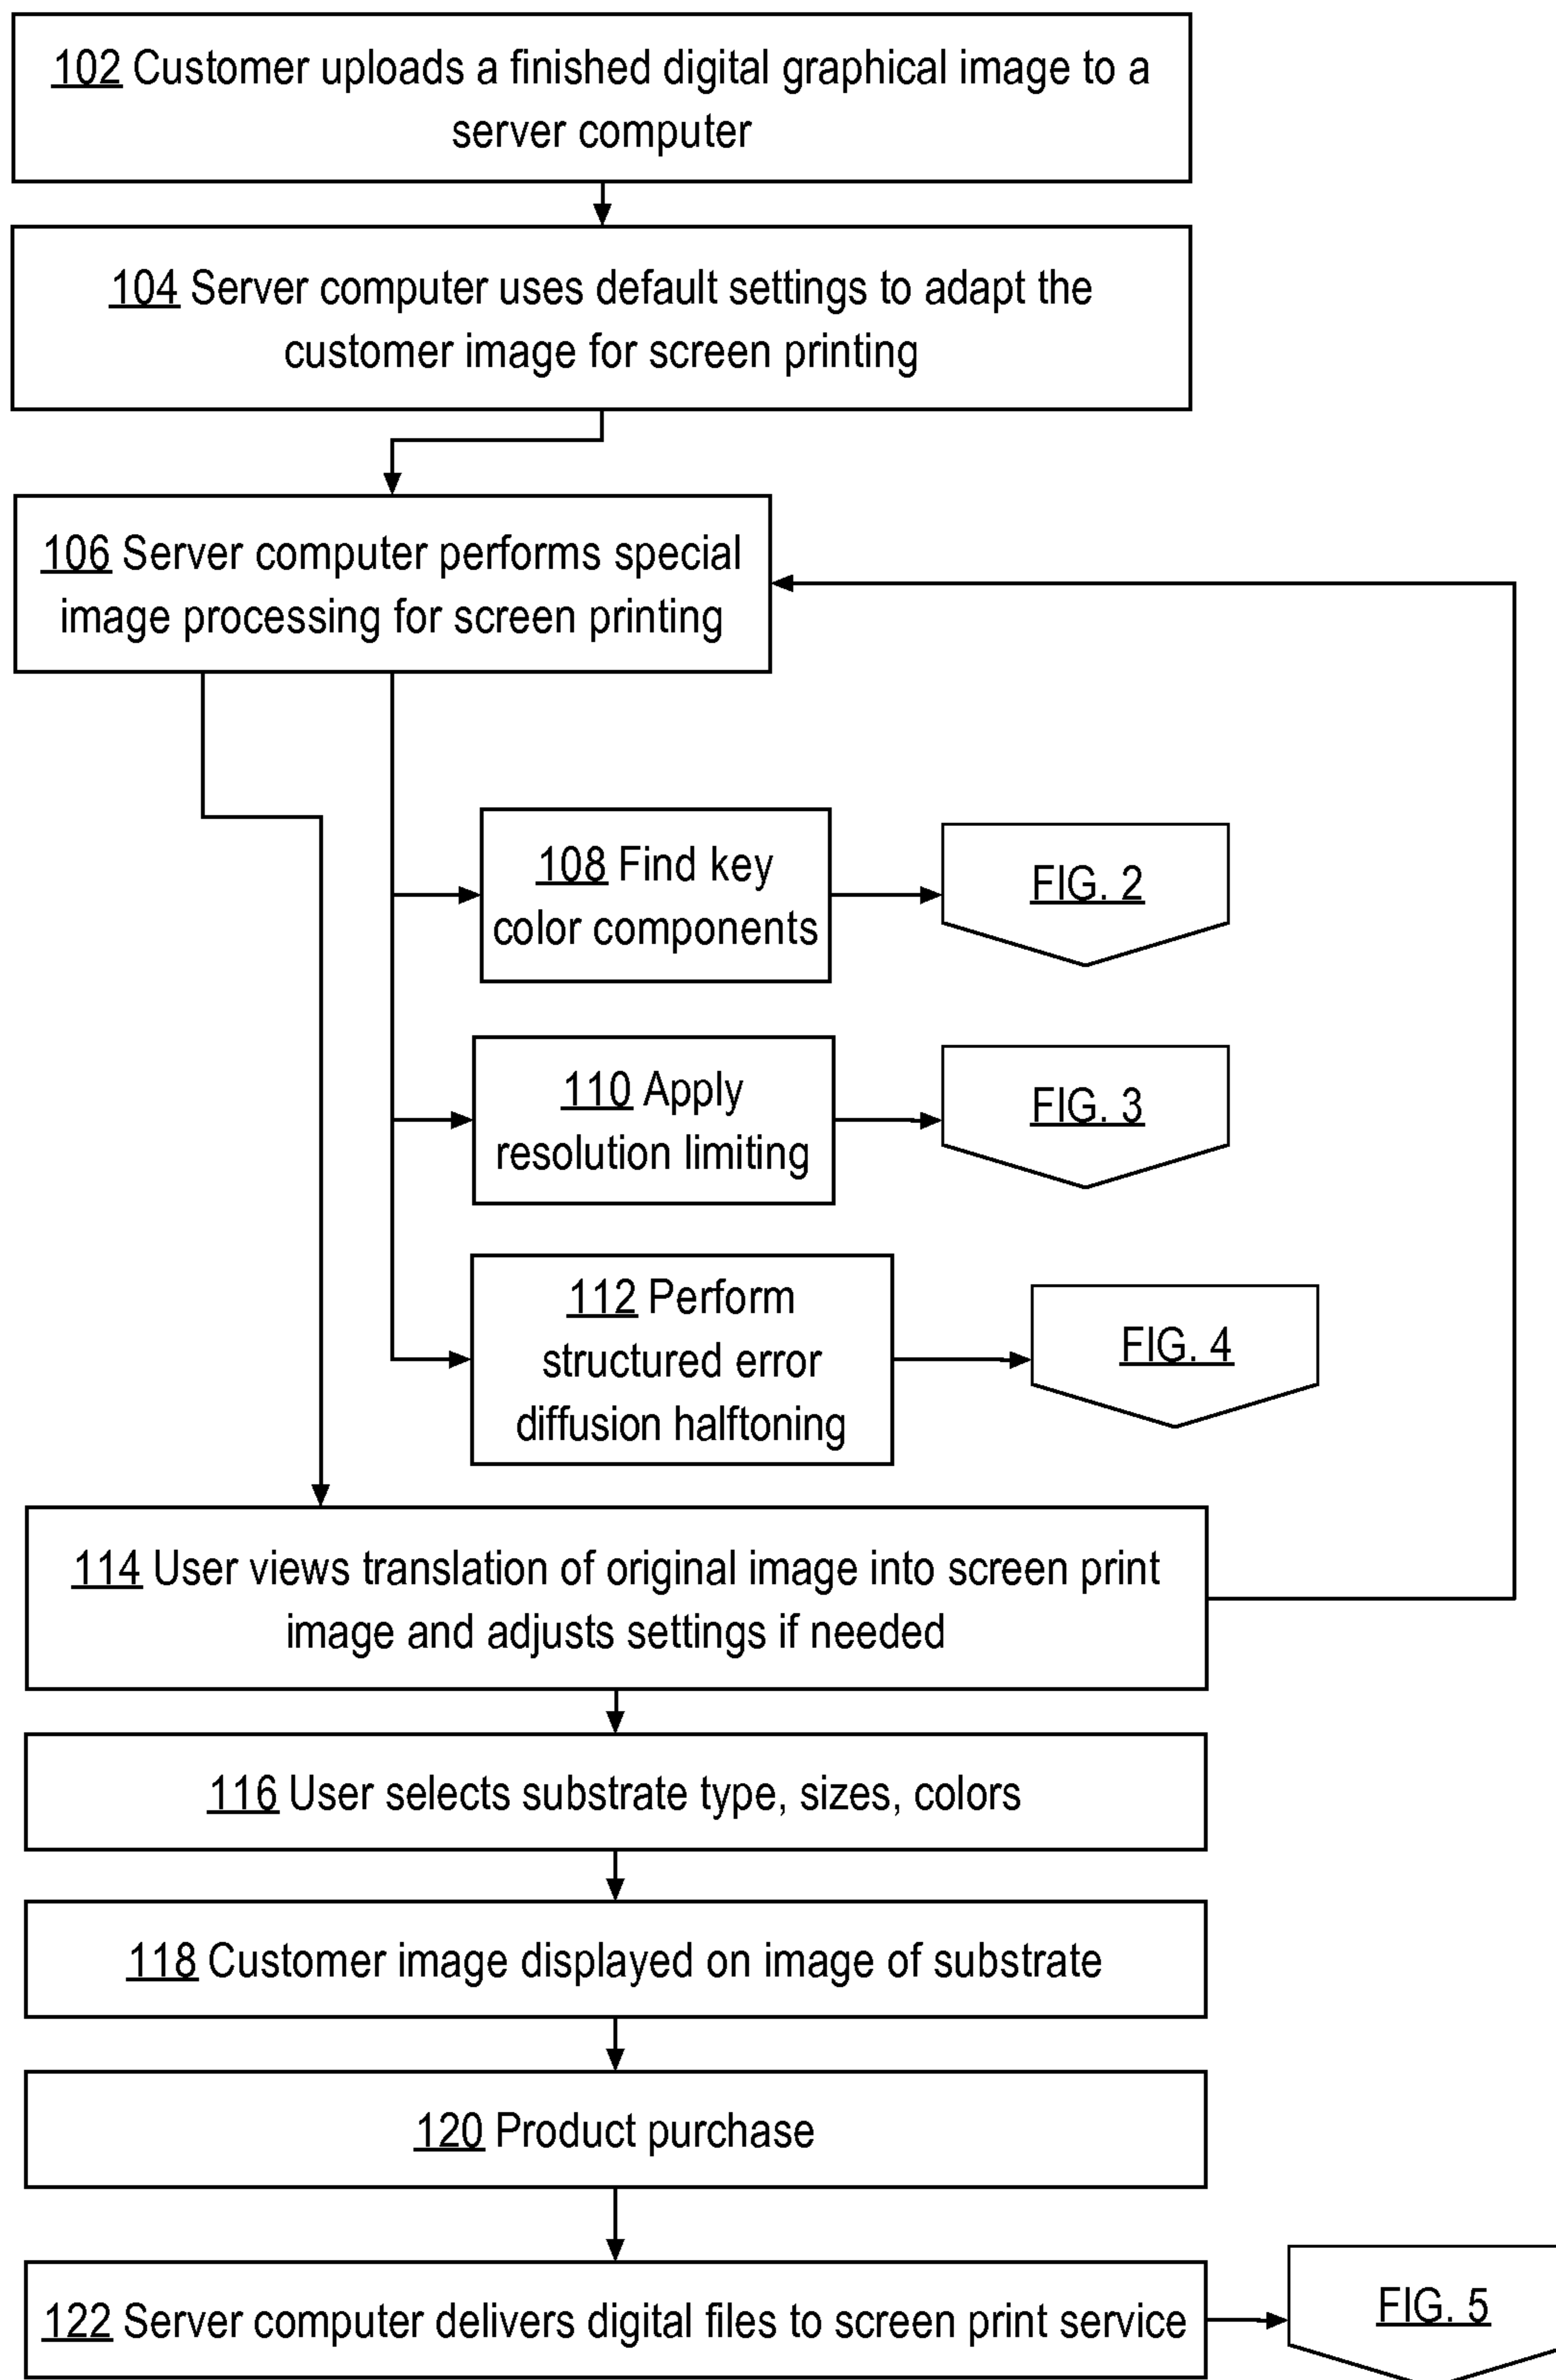 102 Customer uploads a finished digital graphical image to a
server computer
104 Server computer uses default settings to adapt the
customer image for screen printing
106 Server computer performs special
image processing for screen printing
108 Find key
color components
FIG. 2
110 Apply
resolution limiting
FIG. 3
112 Perform
structured error
diffusion halftoning
FIG. 4
114 User views translation of original image into screen print
image and adjusts settings if needed
116 User selects substrate type, sizes, colors
118 Customer image displayed on image of substrate
120 Product purchase
122 Server computer delivers digital files to screen print service
FIG. 5